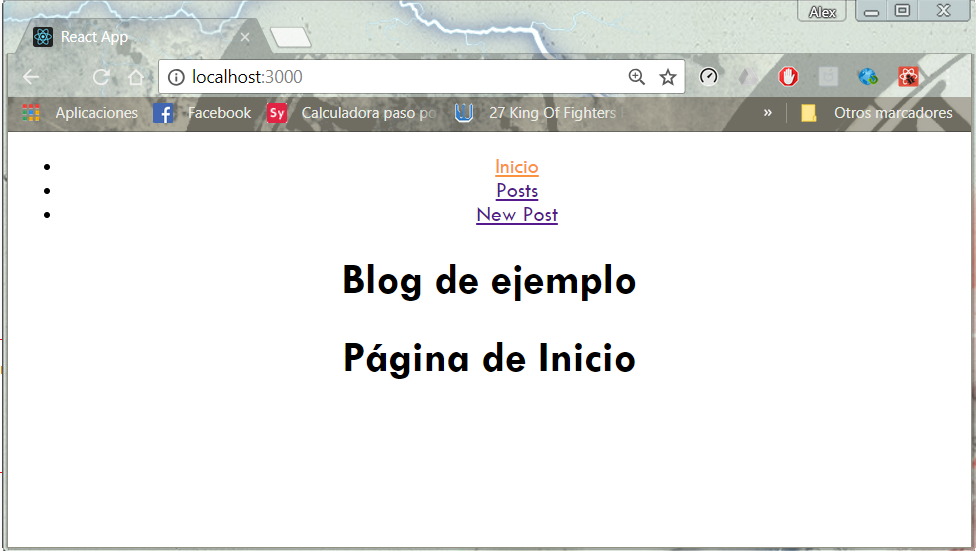 Alex
React App
localhost:3000
Aplicaciones Facebook Sy Calculadora paso 27 King Of Fighters » Otros marcadores
Inicio
Posts
New Post
Blog de ejemplo
Página de Inicio